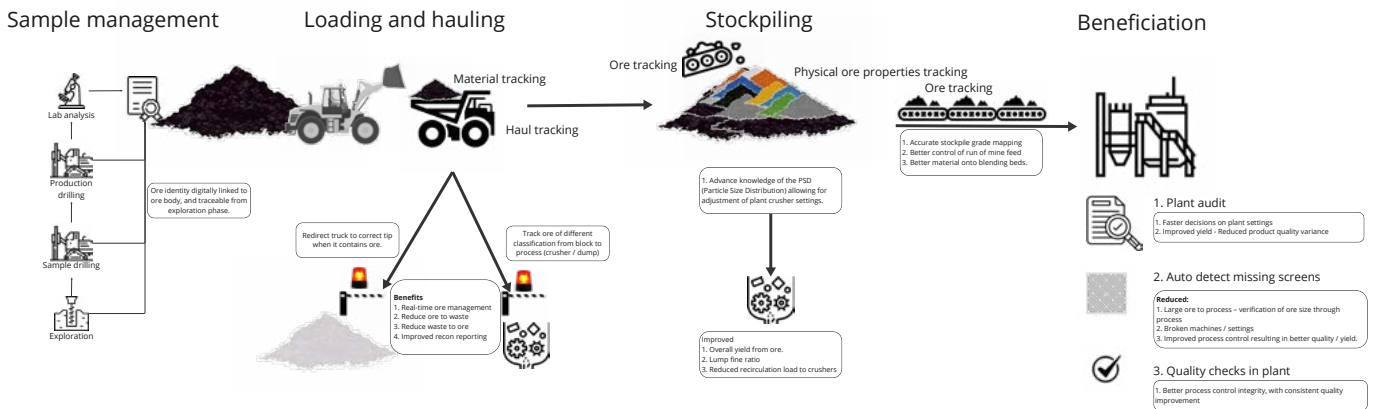 Sample management
Lab analysis
Production
drilling
Sample drilling
Exploration
Ore identity digitally linked to
ore body, and traceable from
exploration phase.
Loading and hauling
Material tracking
Haul tracking
Redirect truck to correct tip
when it contains ore.
Track ore of different
classification from block to
process (crusher / dump)
Benefits
1. Real-time ore management
2. Reduce ore to waste
3. Reduce waste to ore
4. Improved recon reporting
Stockpiling
Ore tracking
Physical ore properties tracking
Ore tracking
1. Advance knowledge of the PSD
(Particle Size Distribution) allowing for
adjustment of plant crusher settings.
Improved
1. Overall yield from ore.
2. Lump fine ratio
3. Reduced recirculation load to crushers
1. Accurate stockpile grade mapping
2. Better control of run of mine feed
3. Better material onto blending beds.
Beneficiation
1. Plant audit
1. Faster decisions on plant settings
2. Improved yield - Reduced product quality variance
2. Auto detect missing screens
Reduced:
1. Large ore to process – verification of ore size through
process
2. Broken machines / settings
3. Improved process control resulting in better quality / yield.
3. Quality checks in plant
1. Better process control integrity, with consistent quality
improvement